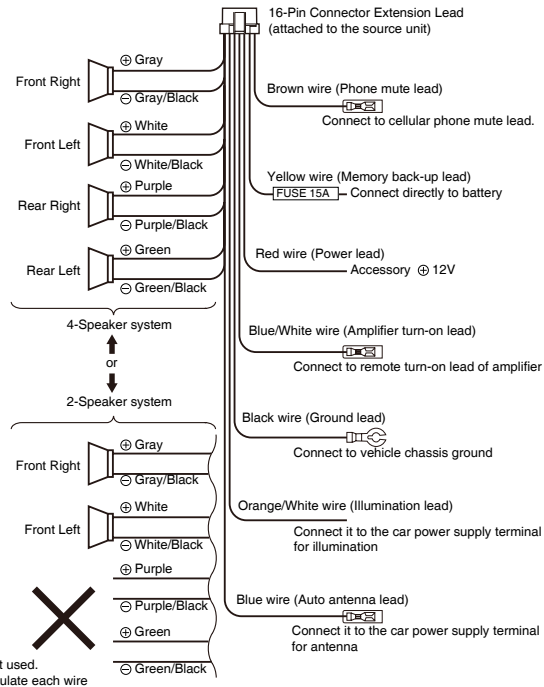 16-Pin Connector Extension Lead
(attached to the source unit)
Front Right
⊕ Gray
⊖ Gray/Black
Front Left
⊕ White
⊖ White/Black
Rear Right
⊕ Purple
⊖ Purple/Black
Rear Left
⊕ Green
⊖ Green/Black
4-Speaker system
or
2-Speaker system
Front Right
⊕ Gray
⊖ Gray/Black
Front Left
⊕ White
⊖ White/Black
⊕ Purple
⊖ Purple/Black
⊕ Green
⊖ Green/Black
used.
each wire
Brown wire (Phone mute lead)
Connect to cellular phone mute lead.
Yellow wire (Memory back-up lead)
FUSE 15A
Connect directly to battery
Red wire (Power lead)
Accessory ⊕ 12V
Blue/White wire (Amplifier turn-on lead)
Connect to remote turn-on lead of amplifier
Black wire (Ground lead)
Connect to vehicle chassis ground
Orange/White wire (Illumination lead)
Connect it to the car power supply terminal
for illumination
Blue wire (Auto antenna lead)
Connect it to the car power supply terminal
for antenna